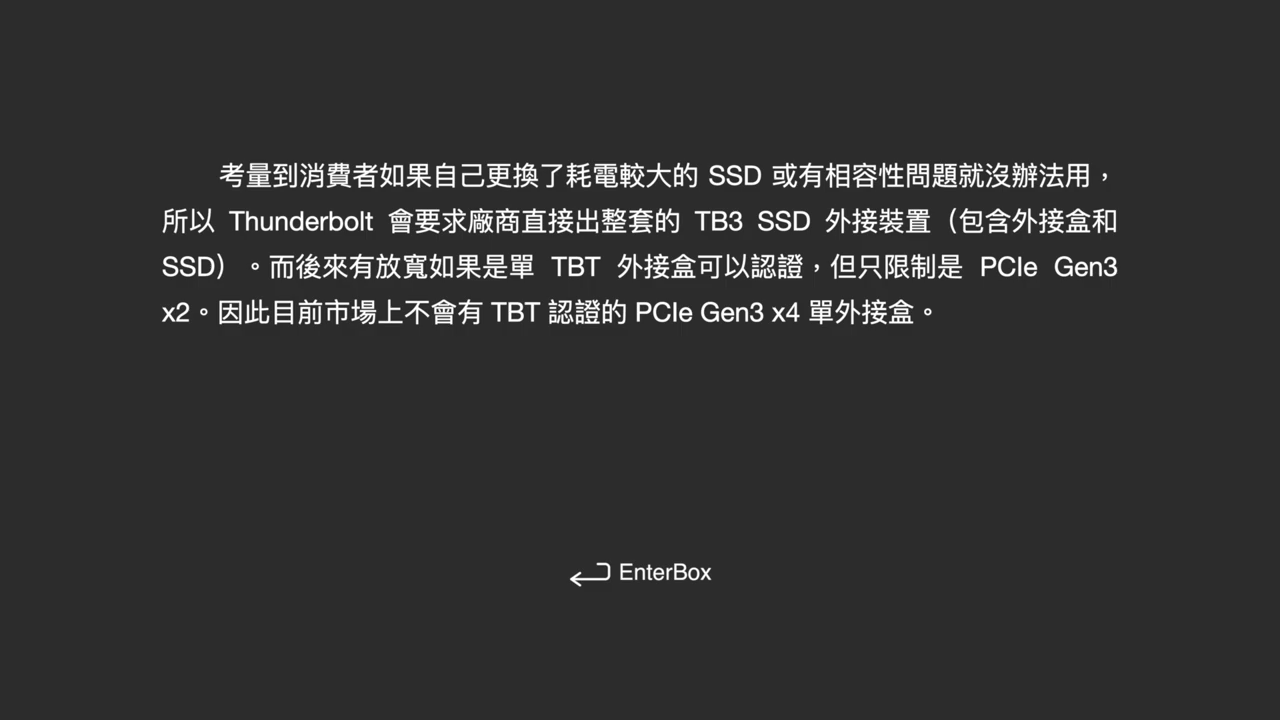 考量到消費者如果自己更換了耗電較大的 SSD 或有相容性問題就沒辦法用，
所以 Thunderbolt 會要求廠商直接出整套的 TB3 SSD 外接裝置（包含外接盒和
SSD）。而後來有放寬如果是單 TBT 外接盒可以認證，但只限制是 PCIe Gen3
x2。因此目前市場上不會有 TBT 認證的 PCIe Gen3 x4 單外接盒。
EnterBox